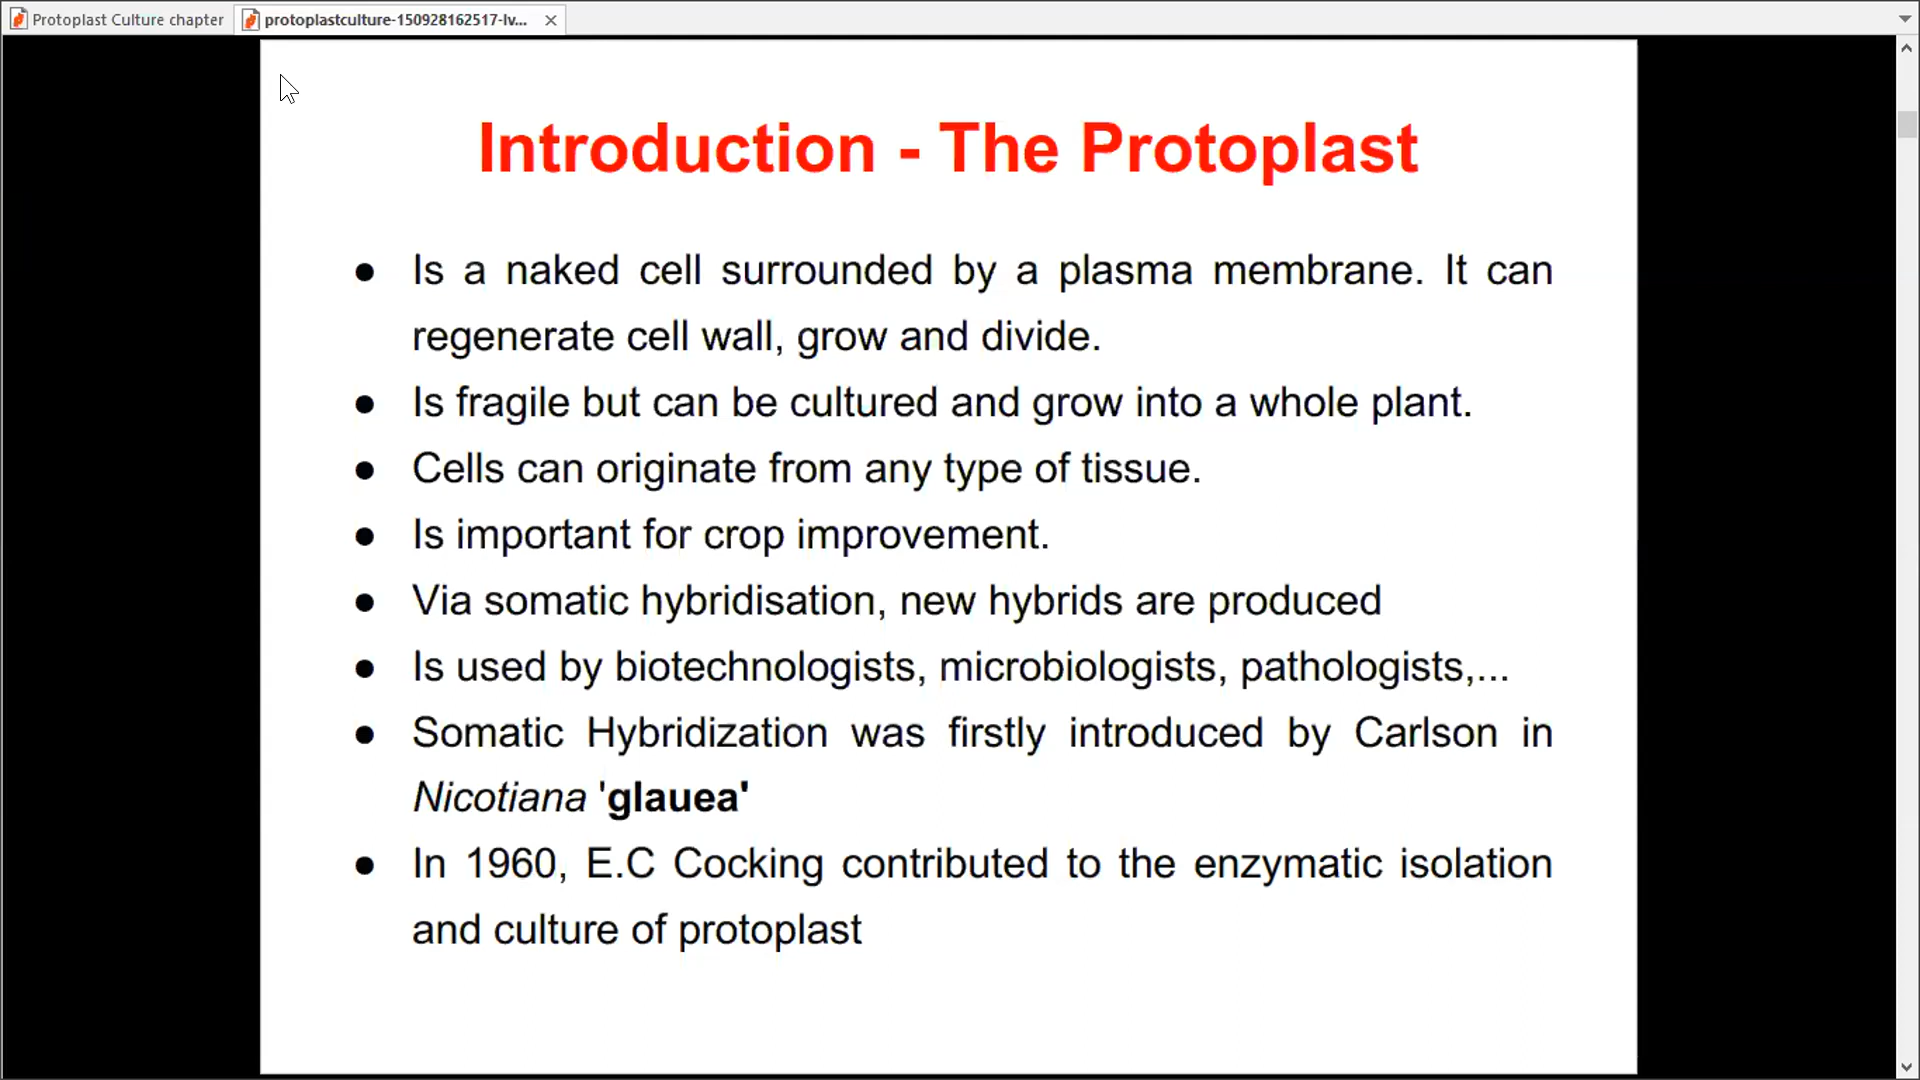 Protoplast Culture chapter
protoplastculture-150928162517-lv...
Introduction - The Protoplast
● Is a naked cell surrounded by a plasma membrane. It can
regenerate cell wall, grow and divide.
● Is fragile but can be cultured and grow into a whole plant.
● Cells can originate from any type of tissue.
● Is important for crop improvement.
● Via somatic hybridisation, new hybrids are produced
● Is used by biotechnologists, microbiologists, pathologists,...
● Somatic Hybridization was firstly introduced by Carlson in
Nicotiana 'glauea'
● In 1960, E.C Cocking contributed to the enzymatic isolation
and culture of protoplast